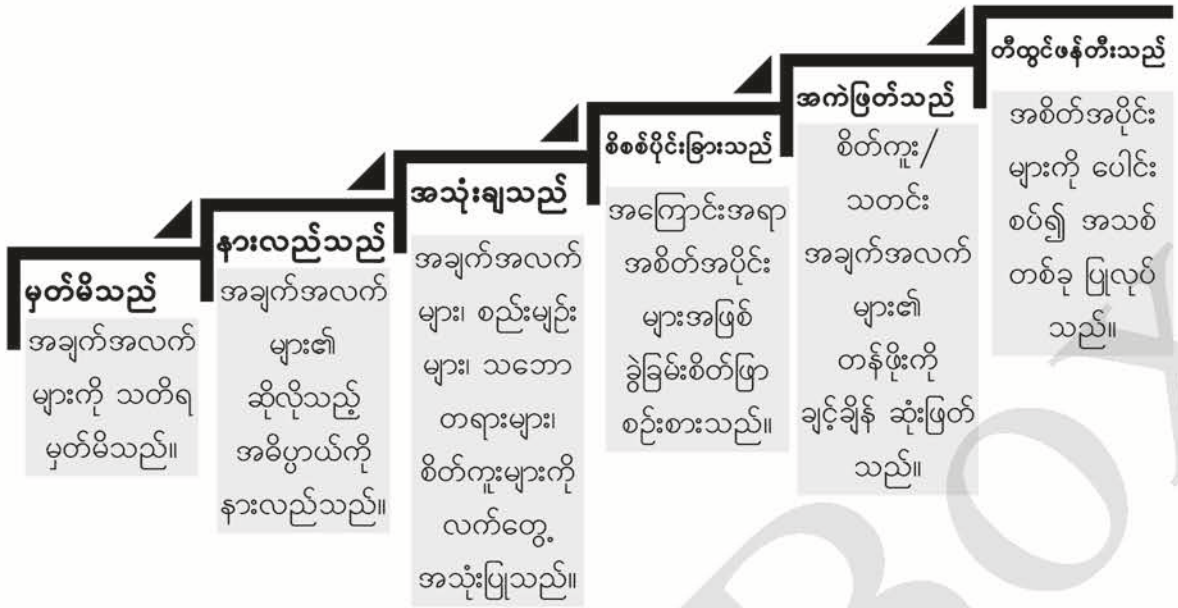 မှတ်မိသည်
အချက်အလက်
များကို သတိရ
မှတ်မိသည်။
နားလည်သည်
အချက်အလက်
များ၏
ဆိုလိုသည့်
အဓိပ္ပာယ်ကို
နားလည်သည်။
အသုံးချသည်
အချက်အလက်
များ၊ စည်းမျဉ်း
များ၊ သဘော
တရားများ၊
စိတ်ကူးများကို
လက်တွေ့
အသုံးပြုသည်။
စိစစ်ပိုင်းခြားသည်
အကြောင်းအရာ
အစိတ်အပိုင်း
များအဖြစ်
ခွဲခြမ်းစိတ်ဖြာ
စဉ်းစားသည်။
အကဲဖြတ်သည်
စိတ်ကူး/
သတင်း
အချက်အလက်
များ၏
တန်ဖိုးကို
ချင့်ချိန် ဆုံးဖြတ်
သည်။
တီထွင်ဖန်တီးသည်
အစိတ်အပိုင်း
များကို ပေါင်း
စပ်၍ အသစ်
တစ်ခု ပြုလုပ်
သည်။
BOX